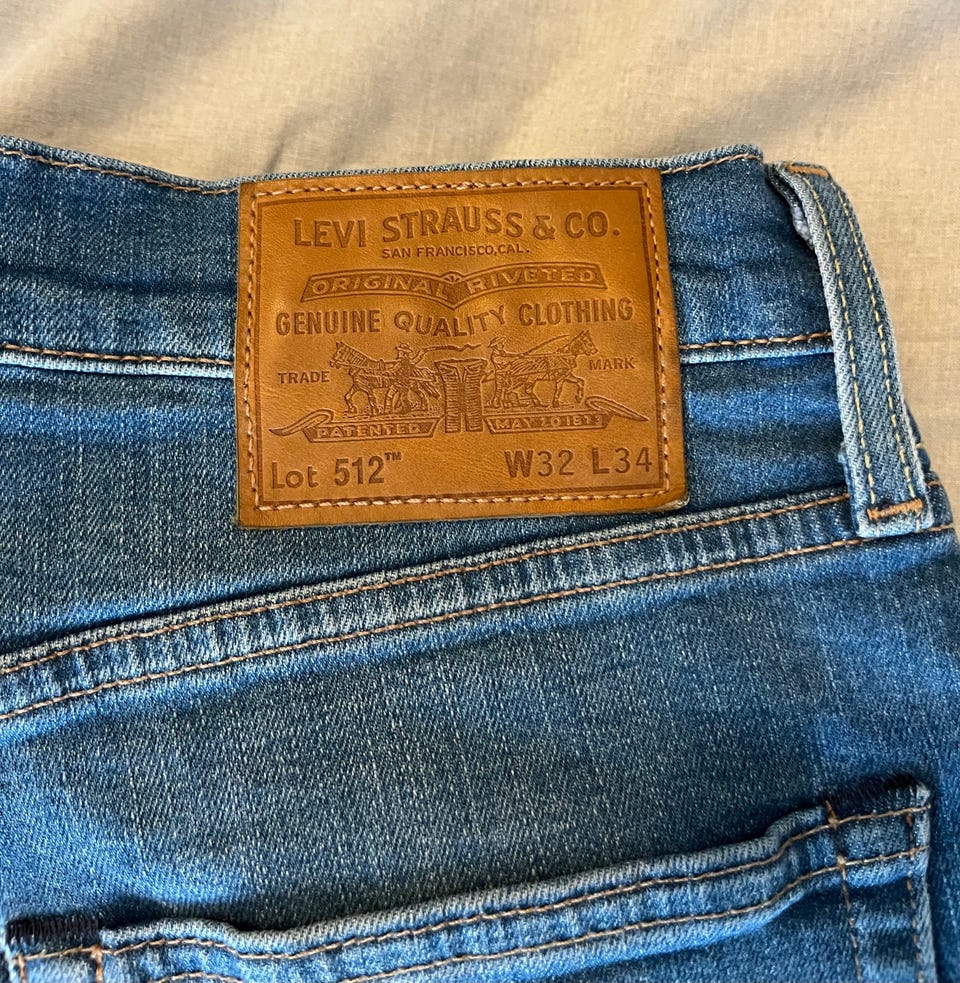 LEVI STRAUSS & CO.
SAN FRANCISCO, CAL.
ORIGINAL RIVETED
GENUINE QUALITY CLOTHING
TRADE MARK
PATENTED MAY 20 1873
Lot 512™ W32 L34